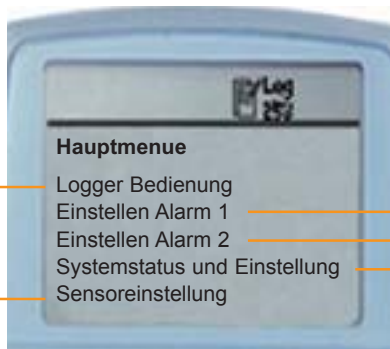 Log
Hauptmenue
Logger Bedienung
Einstellen Alarm 1
Einstellen Alarm 2
Systemstatus und Einstellung
Sensoreinstellung